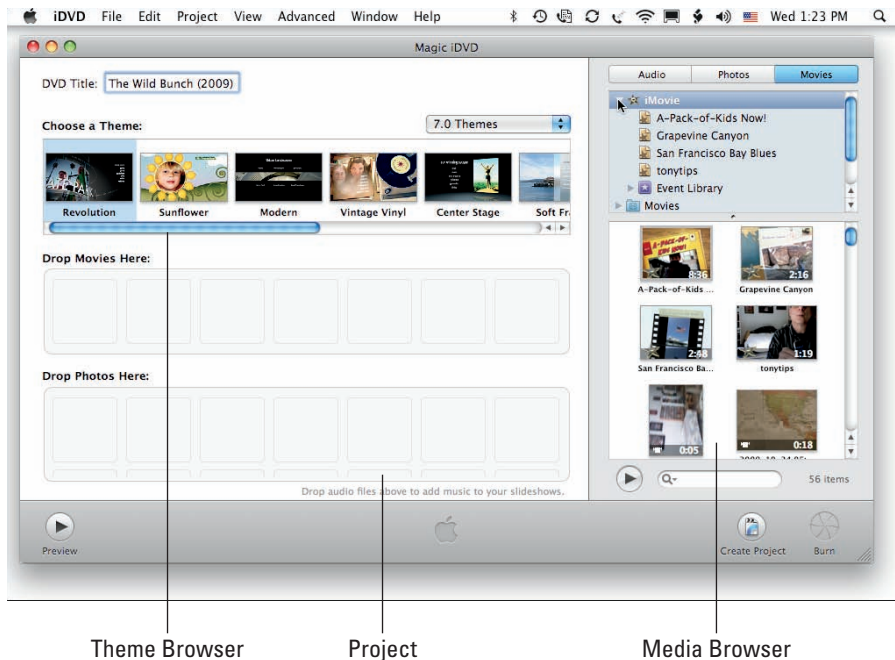 iDVD File Edit Project View Advanced Window Help Wed 1:23 PM
Magic iDVD
DVD Title: The Wild Bunch (2009)
Choose a Theme: 7.0 Themes
Revolution Sunflower Modern Vintage Vinyl Center Stage Soft Fr
Drop Movies Here:
Drop Photos Here:
Drop audio files above to add music to your slideshows.
Audio Photos Movies
iMovie
A-Pack-of-Kids Now!
Grapevine Canyon
San Francisco Bay Blues
tonytips
Event Library
Movies
8:36 2:16
A-Pack-of-Kids ... Grapevine Canyon
2:48 1:19
San Francisco Ba... tonytips
0:05 0:18
56 items
Preview Create Project Burn
Theme Browser Project Media Browser